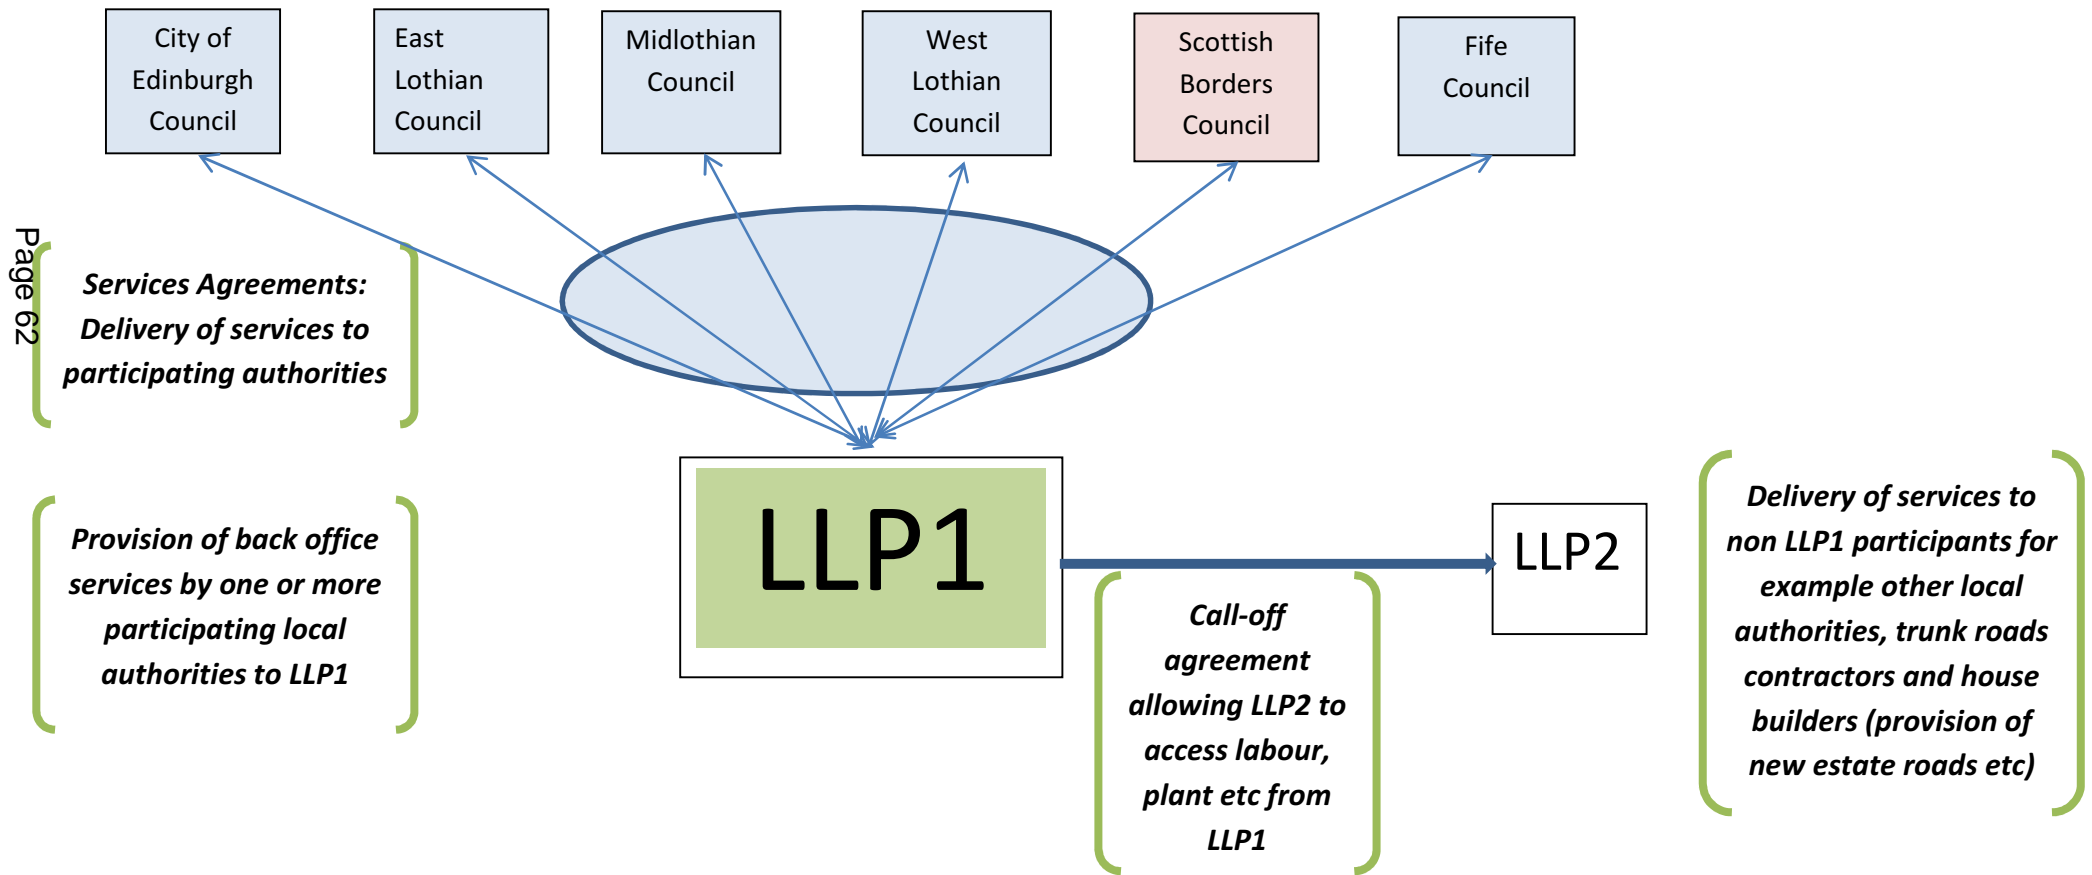 City of
Edinburgh
Council
East
Lothian
Council
Midlothian
Council
West
Lothian
Council
Scottish
Borders
Council
Fife
Council
Page 62
Services Agreements:
Delivery of services to
participating authorities
Provision of back office
services by one or more
participating local
authorities to LLP1
LLP1
Call-off
agreement
allowing LLP2 to
access labour,
plant etc from
LLP1
LLP2
Delivery of services to
non LLP1 participants for
example other local
authorities, trunk roads
contractors and house
builders (provision of
new estate roads etc)